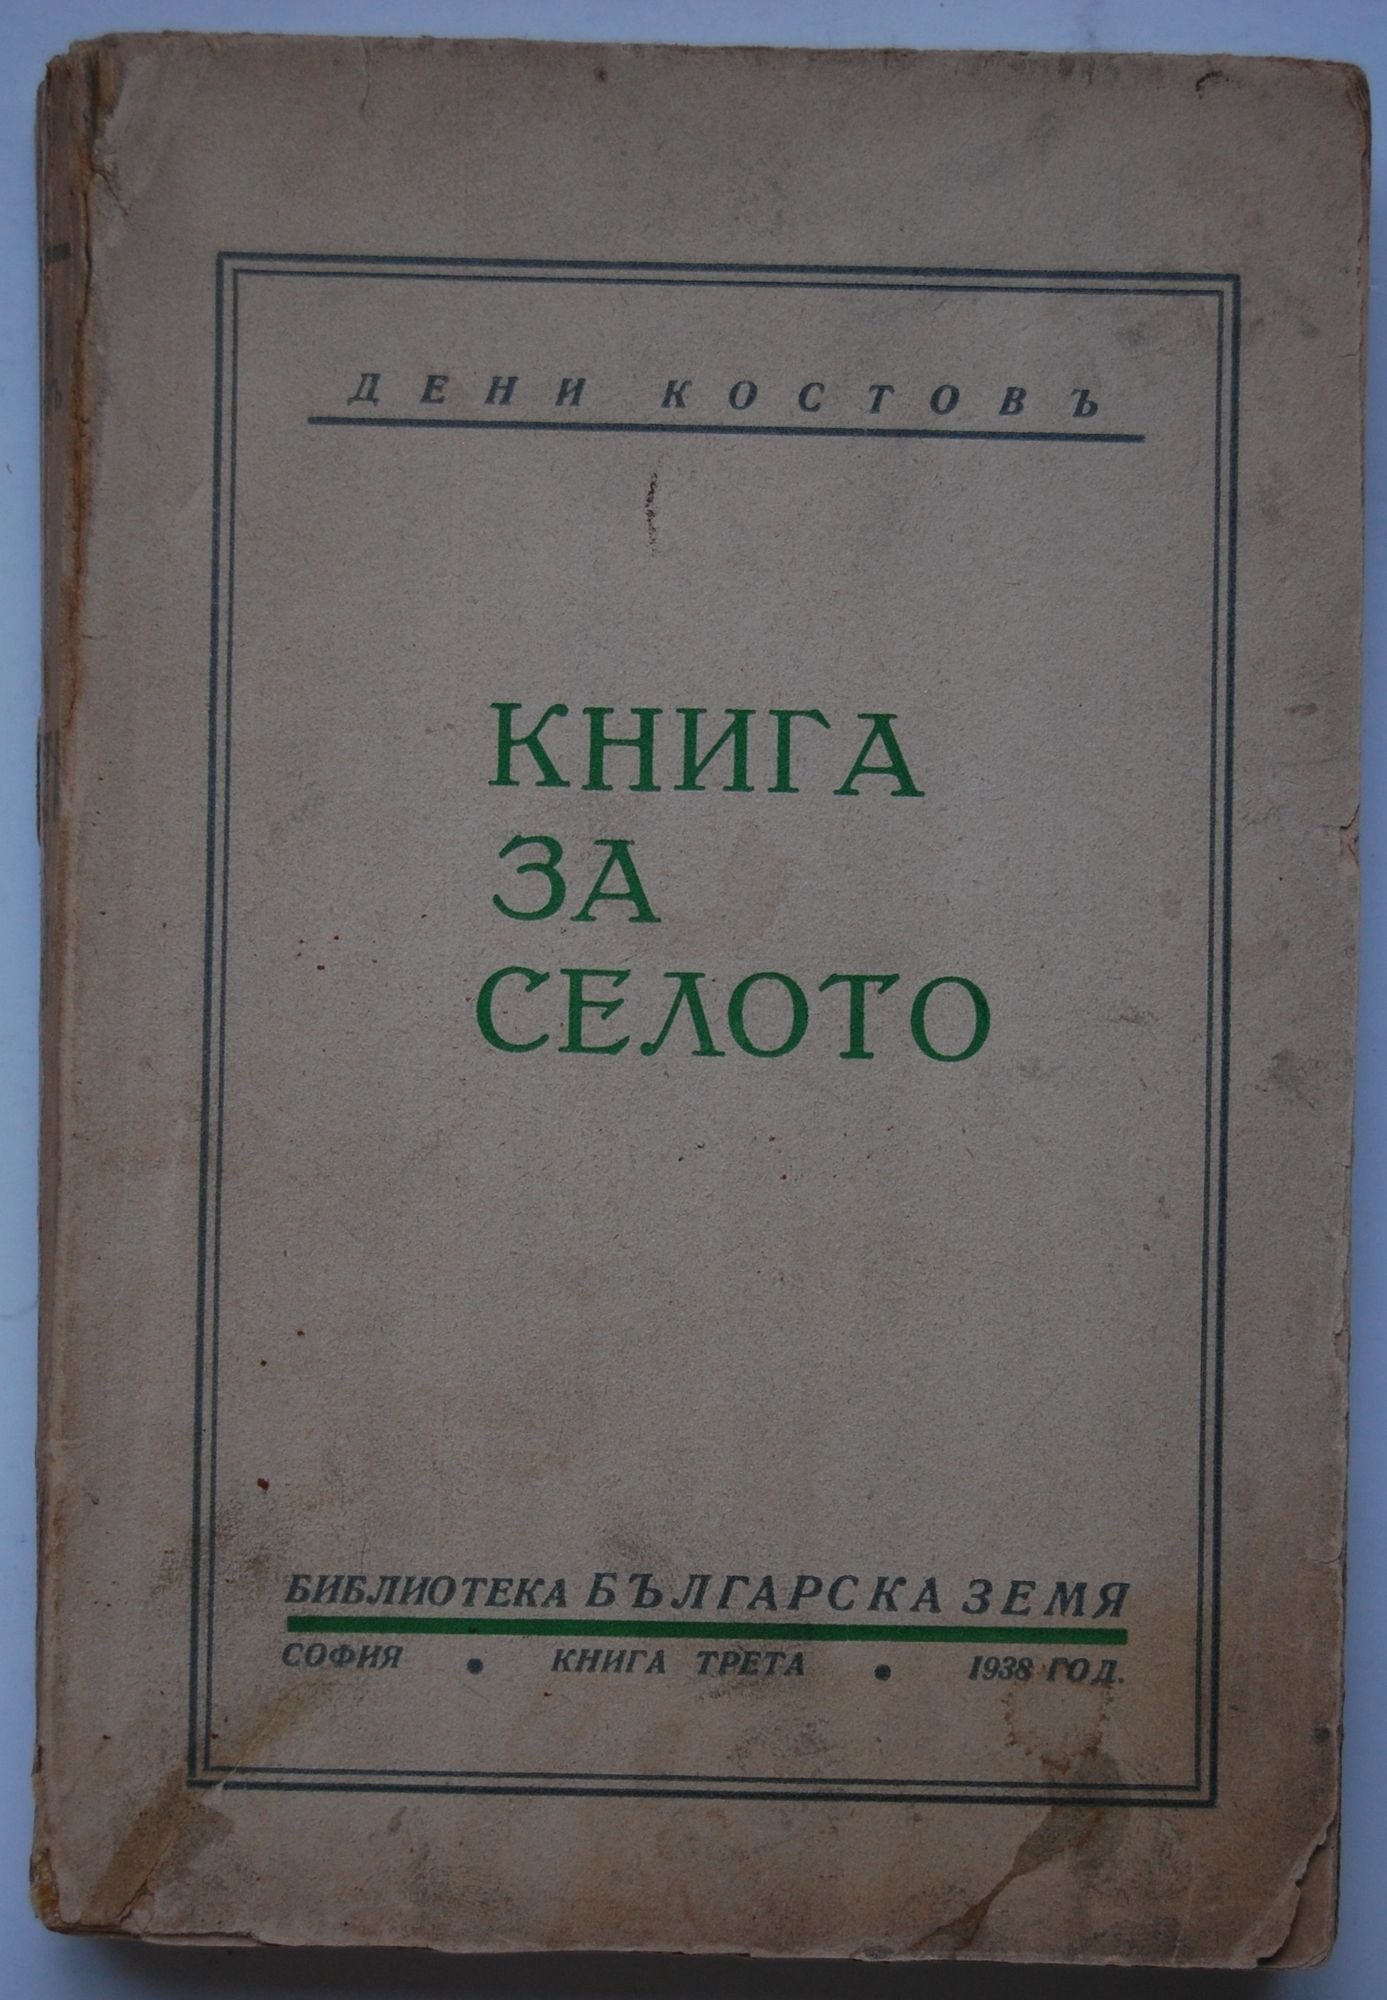 ДЕНИ КОСТОВЪ
КНИГА
ЗА
СЕЛОТО
БИБЛИОТЕКА БЪЛГАРСКА ЗЕМЯ
СОФИЯ • КНИГА ТРЕТА • 1938 ГОД.